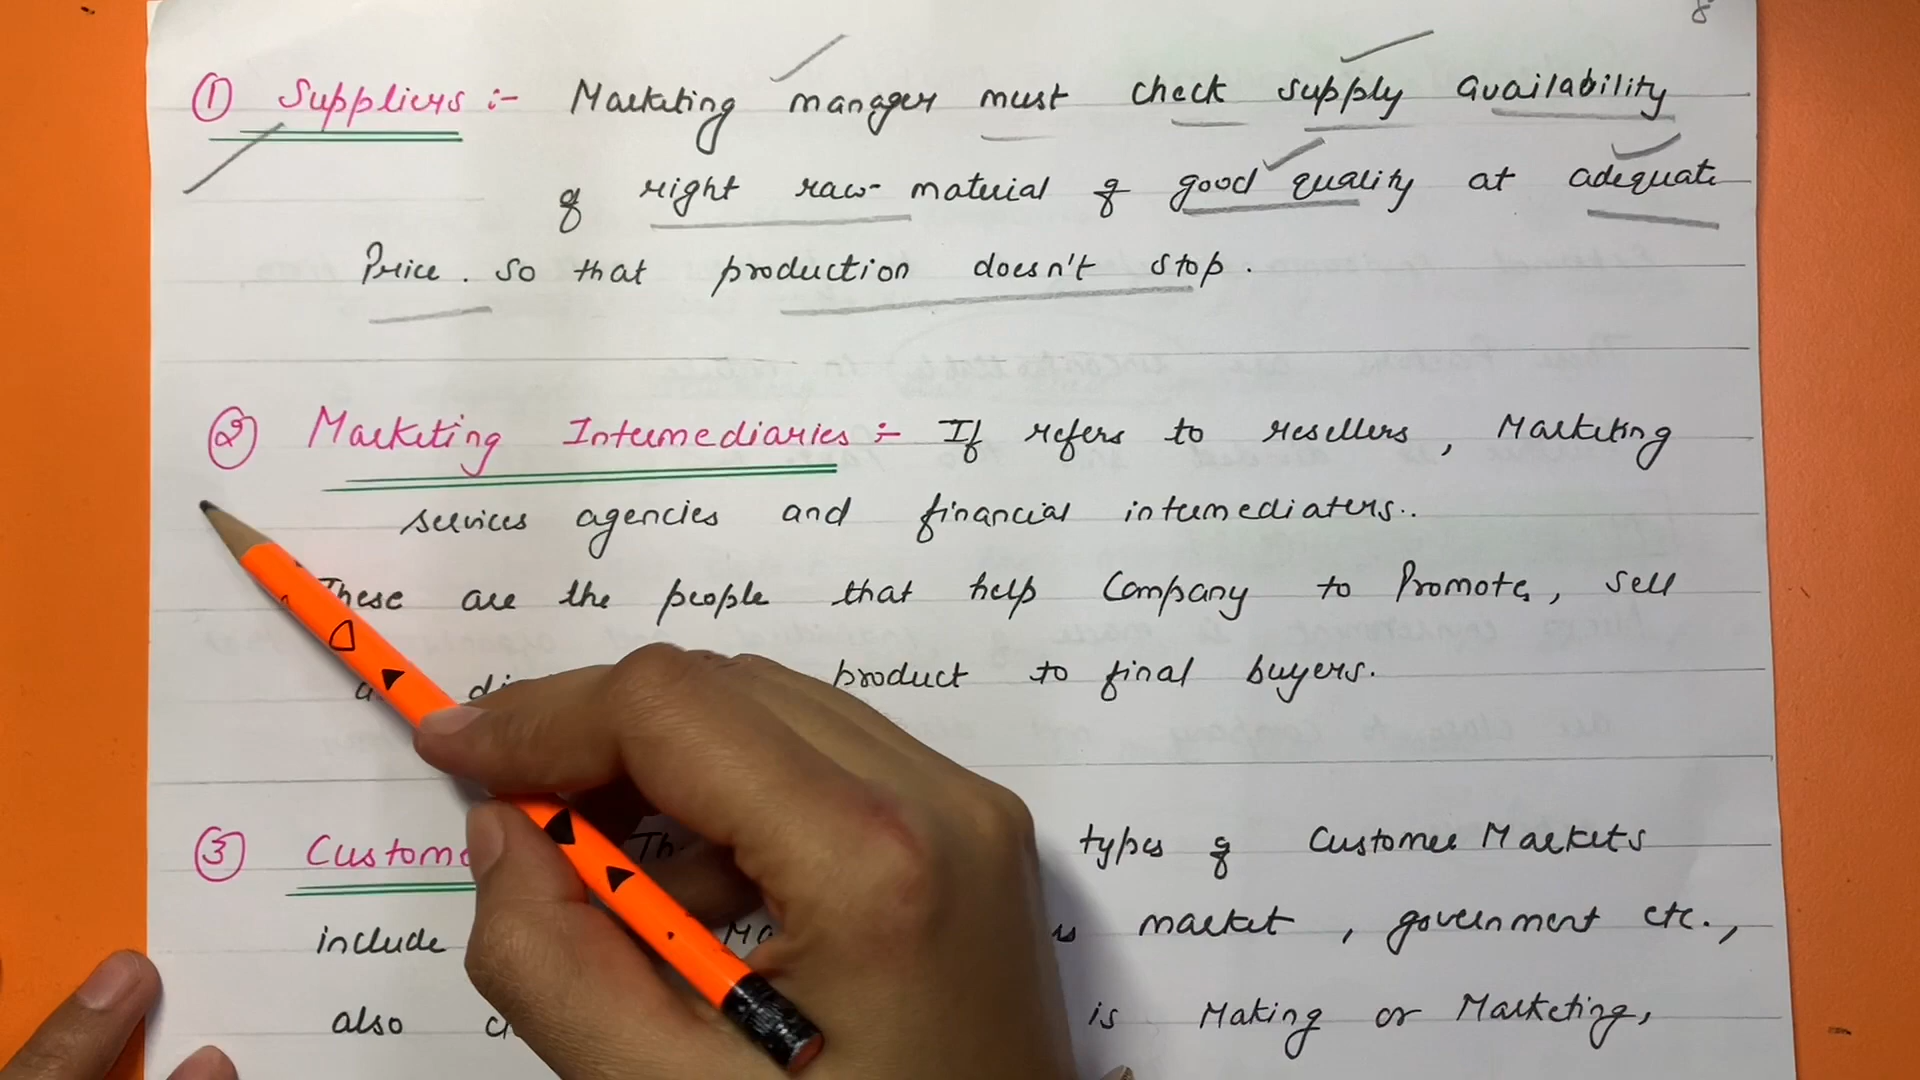 8
① Suppliers :- Marketing manager must check supply availability
of right raw-material of good quality at adequate
Price. so that production doesn't stop.
② Marketing Intermediaries :- If refers to resellers, Marketing
services agencies and financial intermediaters..
These are the people that help Company to Promote, sell
product to final buyers.
③ types of Customer Markets
include market, government etc.,
also is Making or Marketing,